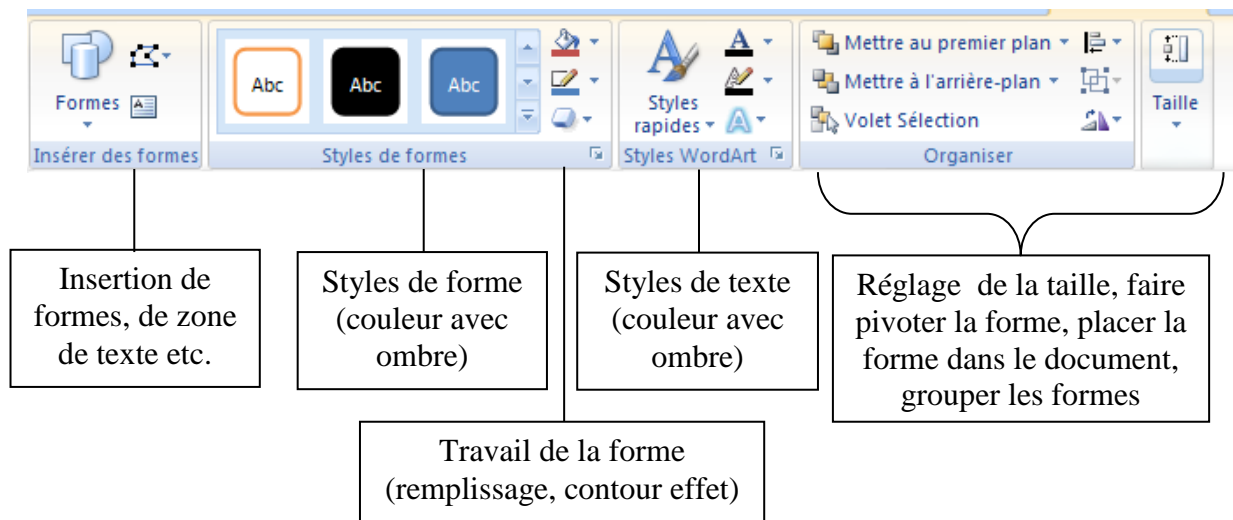 Formes
Insérer des formes
Abc
Abc
Abc
Styles de formes
A
Styles
rapides
A
A
A
Styles WordArt
Mettre au premier plan
Mettre à l'arrière-plan
Volet Sélection
Organiser
Taille
Insertion de
formes, de zone
de texte etc.
Styles de forme
(couleur avec
ombre)
Styles de texte
(couleur avec
ombre)
Réglage de la taille, faire
pivoter la forme, placer la
forme dans le document,
grouper les formes
Travail de la forme
(remplissage, contour effet)